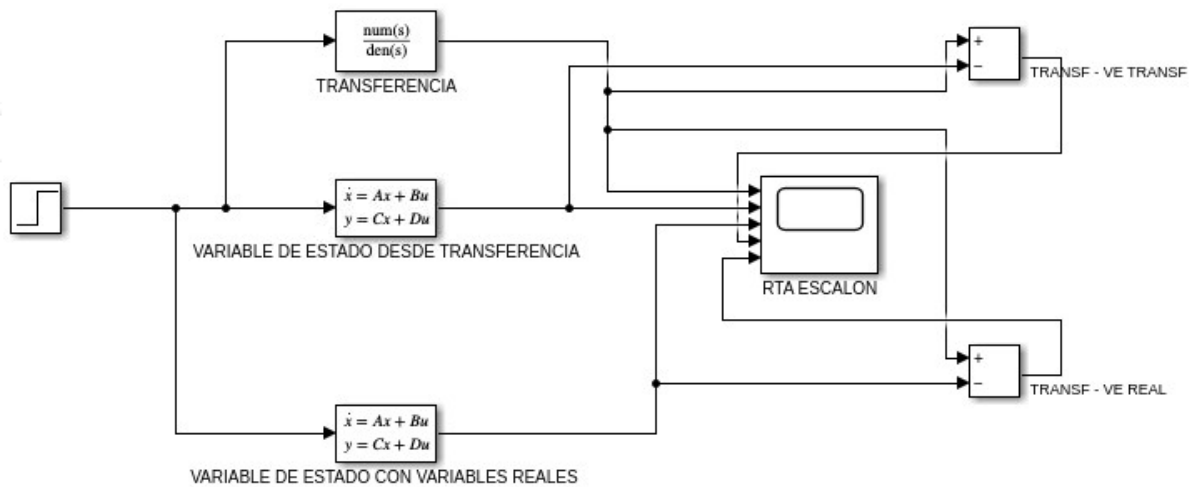 num(s)
den(s)
TRANSFERENCIA
+
−
TRANSF - VE TRANSF
ẋ = Ax + Bu
y = Cx + Du
VARIABLE DE ESTADO DESDE TRANSFERENCIA
RTA ESCALON
+
−
TRANSF - VE REAL
ẋ = Ax + Bu
y = Cx + Du
VARIABLE DE ESTADO CON VARIABLES REALES